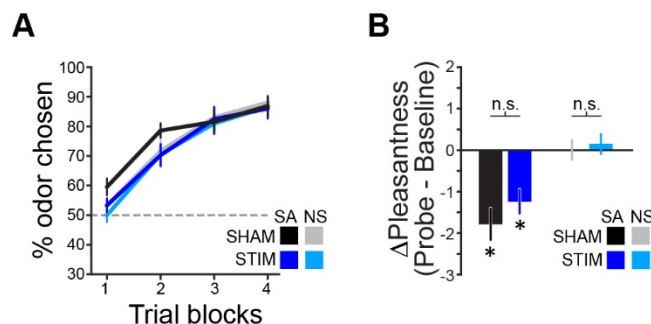 A
% odor chosen
100
90
80
70
60
50
40
30
1 2 3 4
Trial blocks
SA NS
SHAM
STIM
B
ΔPleasantness
(Probe - Baseline)
2
1
0
-1
-2
-3
n.s. n.s.
* *
SA NS
SHAM
STIM